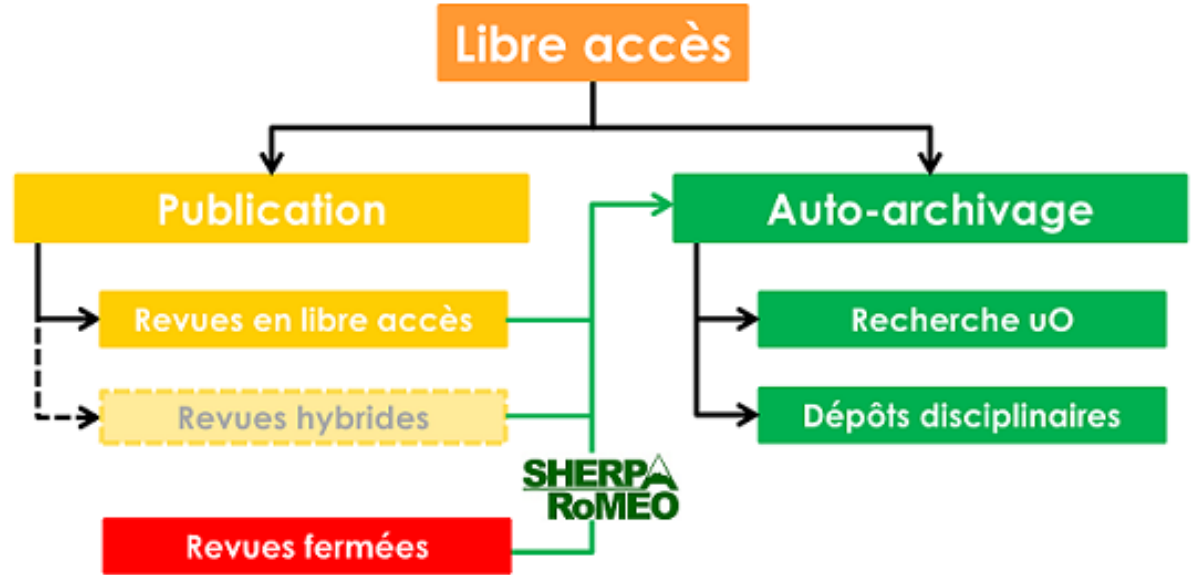 Libre accès
Publication
Auto-archivage
Revues en libre accès
Recherche uO
Revues hybrides
Dépôts disciplinaires
SHERPA
RoMEO
Revues fermées